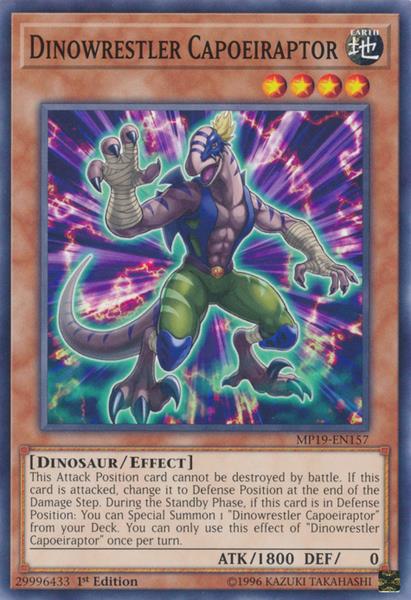 DINOWRESTLER CAPOEIRAPTOR
EARTH
地
MP19-EN157
[DINOSAUR/EFFECT]
This Attack Position card cannot be destroyed by battle. If this
card is attacked, change it to Defense Position at the end of the
Damage Step. During the Standby Phase, if this card is in Defense
Position: You can Special Summon 1 "Dinowrestler Capoeiraptor"
from your Deck. You can only use this effect of "Dinowrestler
Capoeiraptor" once per turn.
ATK/1800 DEF/ 0
29996433 1st Edition ©1996 KAZUKI TAKAHASHI